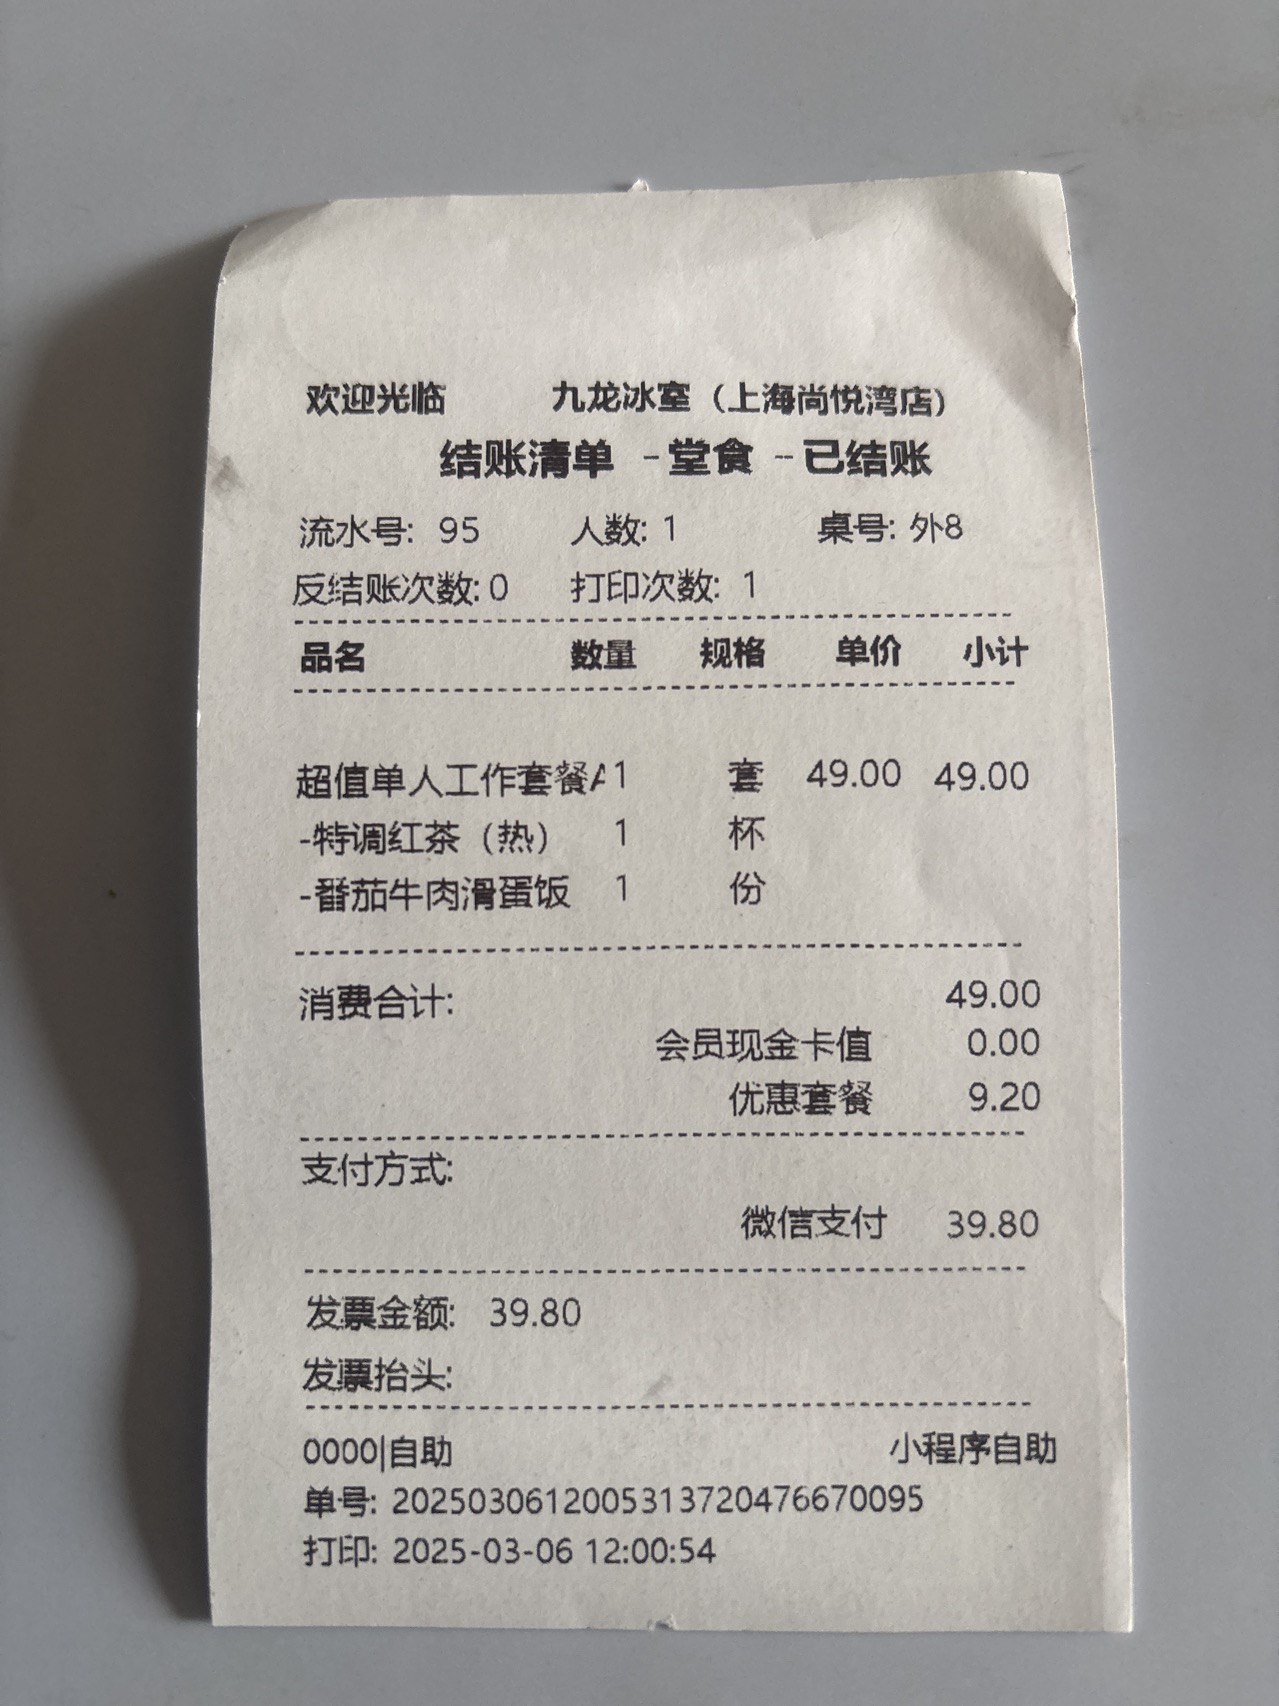 欢迎光临 九龙冰室（上海尚悦湾店）
结账清单 -堂食 -已结账
流水号: 95 人数: 1 桌号: 外8
反结账次数:0 打印次数: 1
品名 数量 规格 单价 小计
超值单人工作套餐A 1 套 49.00 49.00
-特调红茶（热） 1 杯
-番茄牛肉滑蛋饭 1 份
消费合计: 49.00
会员现金卡值 0.00
优惠套餐 9.20
支付方式:
微信支付 39.80
发票金额: 39.80
发票抬头:
0000|自助 小程序自助
单号: 2025030612005313720476670095
打印: 2025-03-06 12:00:54